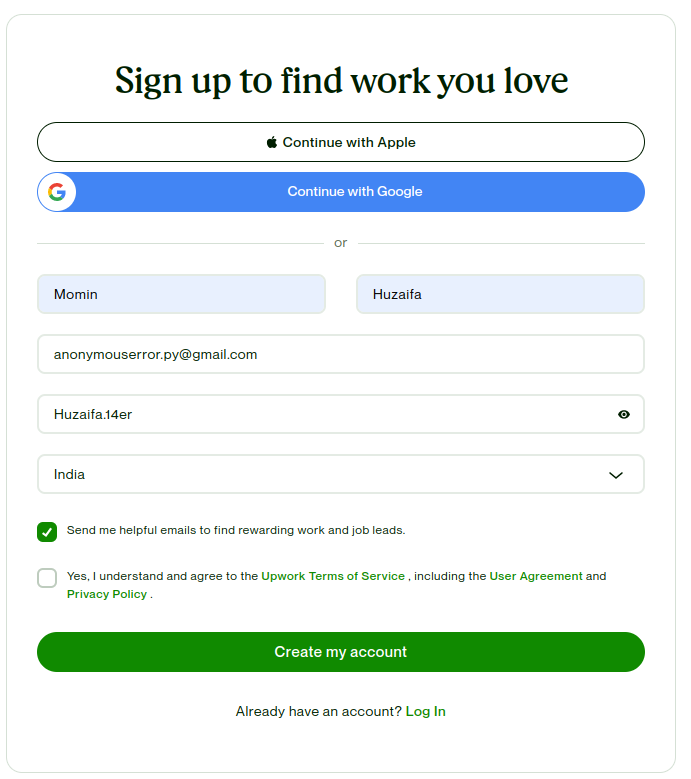 Sign up to find work you love
Continue with Apple
Continue with Google
or
Momin
Huzaifa
anonymouserror.py@gmail.com
Huzaifa.14er
India
Send me helpful emails to find rewarding work and job leads.
Yes, I understand and agree to the Upwork Terms of Service , including the User Agreement and
Privacy Policy .
Create my account
Already have an account? Log In